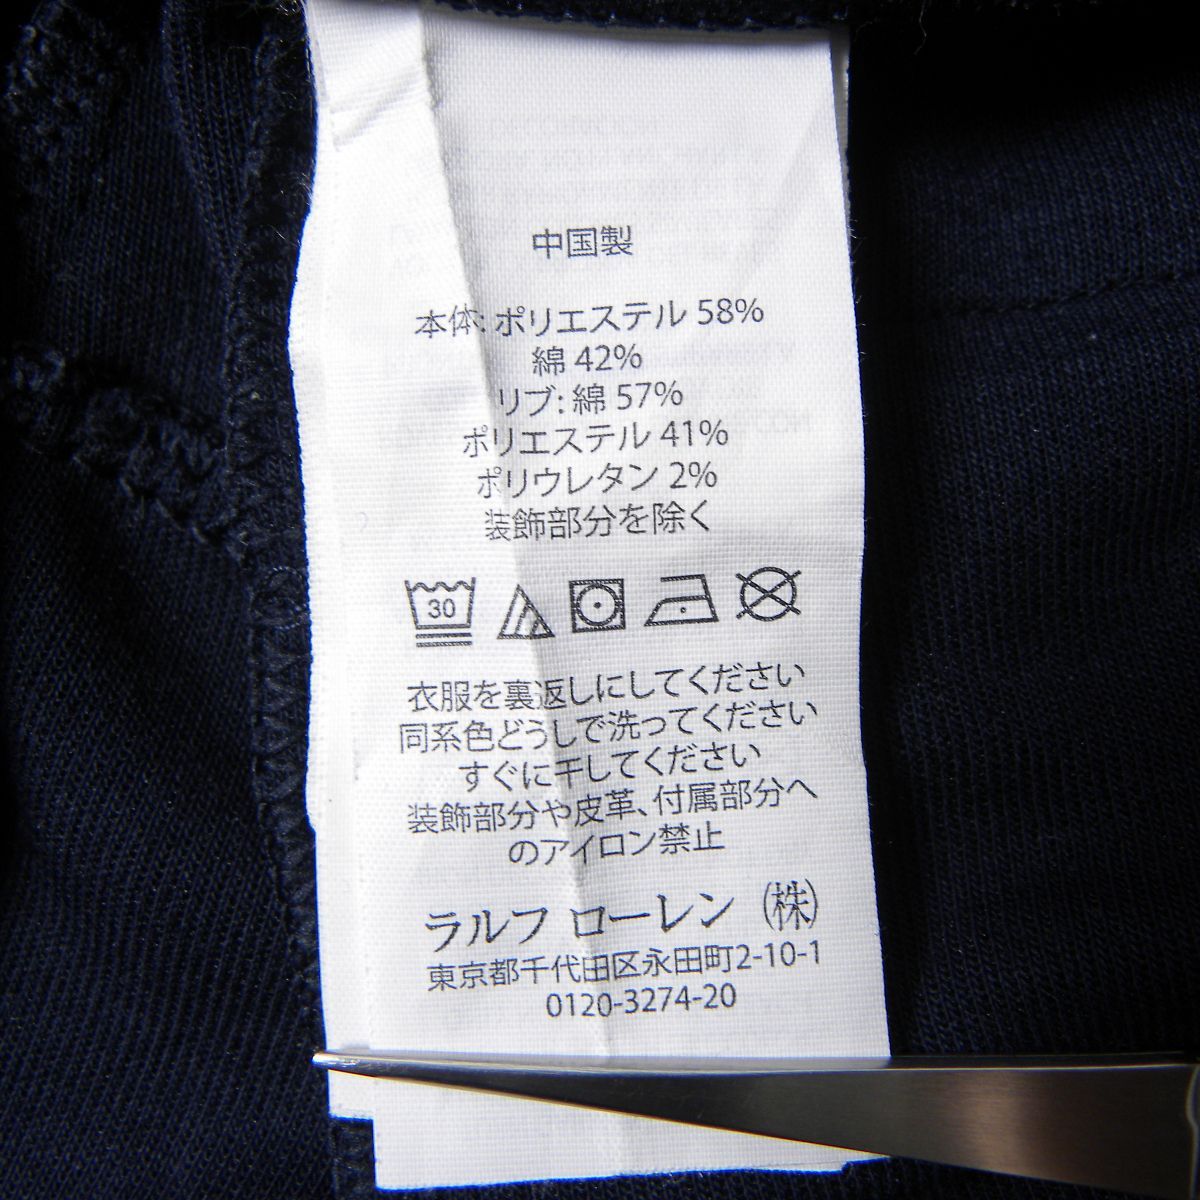 中国製
本体: ポリエステル 58%
綿 42%
リブ: 綿 57%
ポリエステル 41%
ポリウレタン 2%
装飾部分を除く
30
衣服を裏返しにしてください
同系色どうしで洗ってください
すぐに干してください
装飾部分や皮革、付属部分へ
のアイロン禁止
ラルフ ローレン (株)
東京都千代田区永田町2-10-1
0120-3274-20